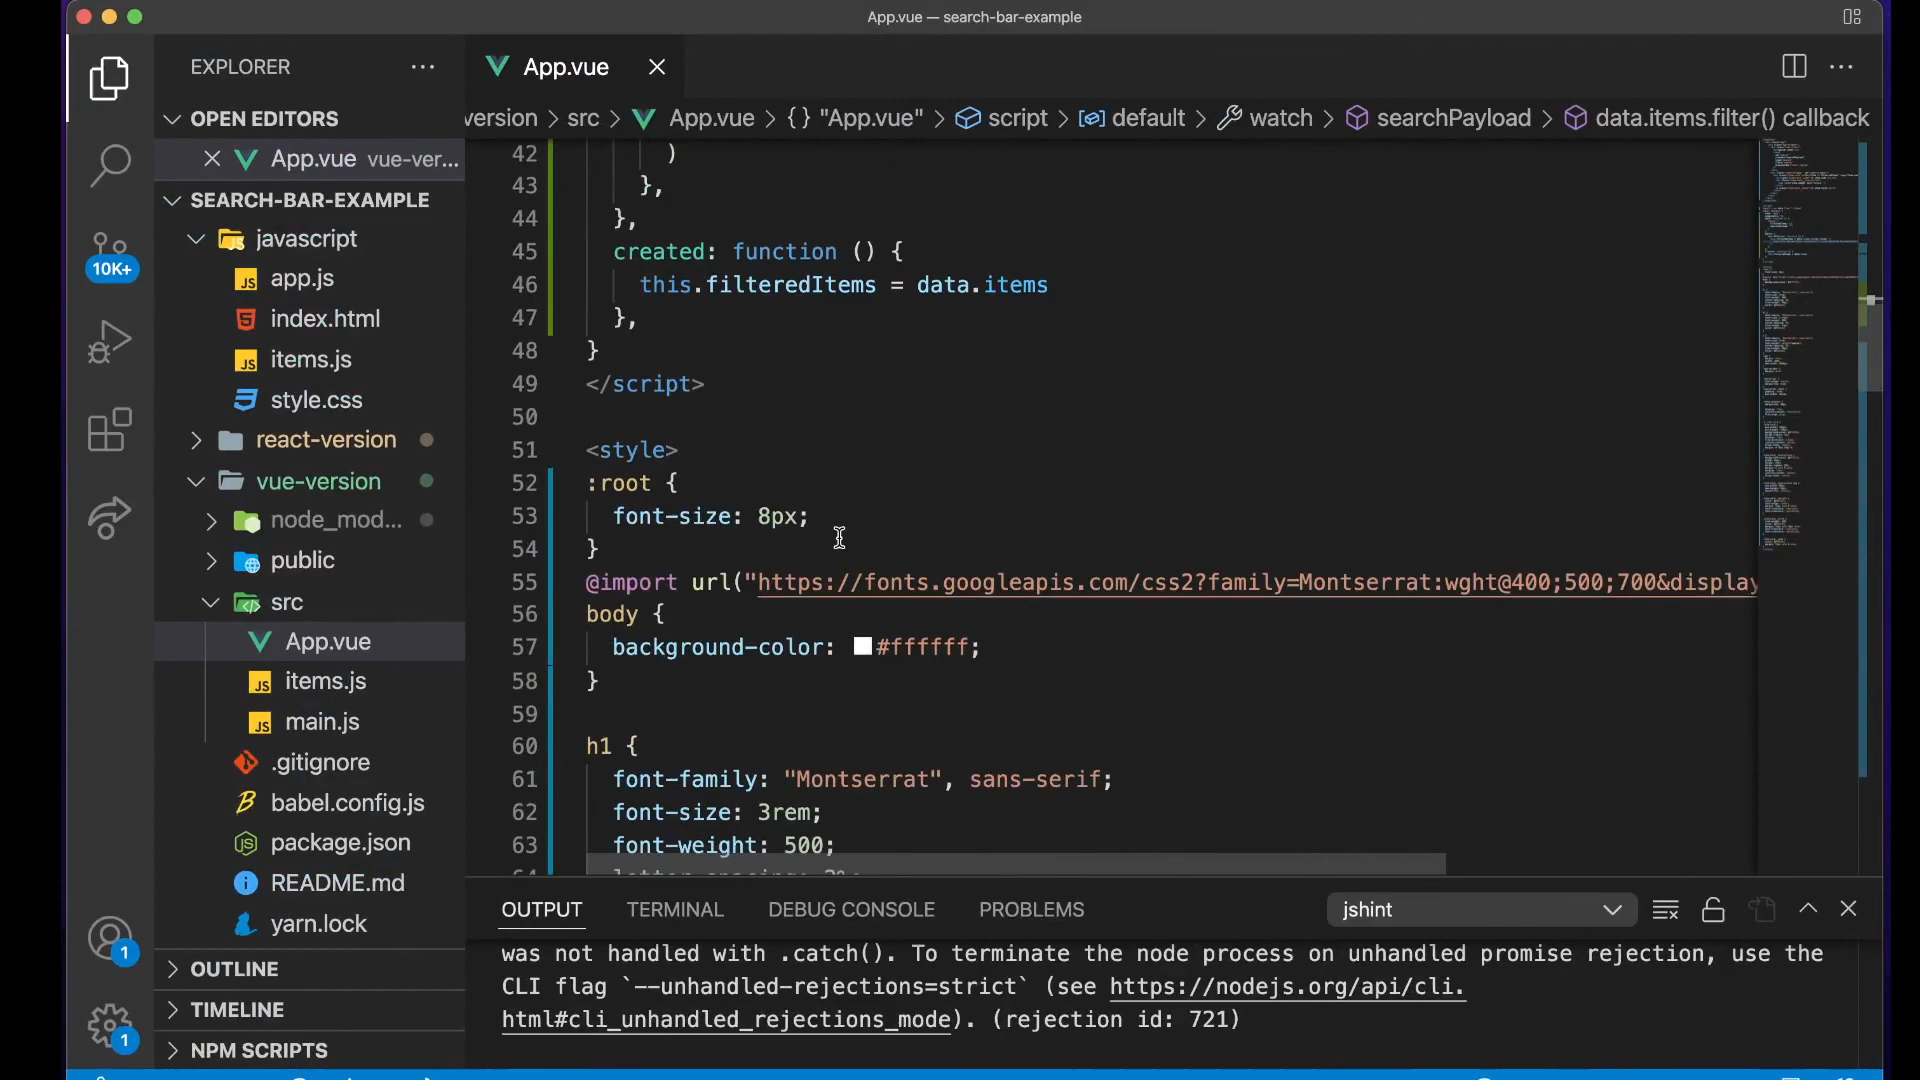 App.vue — search-bar-example
EXPLORER
OPEN EDITORS
App.vue vue-ver...
SEARCH-BAR-EXAMPLE
javascript
app.js
index.html
items.js
style.css
react-version
vue-version
node_mod...
public
src
App.vue
items.js
main.js
.gitignore
babel.config.js
package.json
README.md
yarn.lock
OUTLINE
TIMELINE
NPM SCRIPTS
10K+
1
1
App.vue
version > src > App.vue > {} "App.vue" > script > default > watch > searchPayload > data.items.filter() callback
42 )
43 },
44 },
45 created: function () {
46 this.filteredItems = data.items
47 },
48 }
49 </script>
50
51 <style>
52 :root {
53 font-size: 8px;
54 }
55 @import url("https://fonts.googleapis.com/css2?family=Montserrat:wght@400;500;700&display
56 body {
57 background-color: #ffffff;
58 }
59
60 h1 {
61 font-family: "Montserrat", sans-serif;
62 font-size: 3rem;
63 font-weight: 500;
OUTPUT TERMINAL DEBUG CONSOLE PROBLEMS jshint
was not handled with .catch(). To terminate the node process on unhandled promise rejection, use the
CLI flag `--unhandled-rejections=strict` (see https://nodejs.org/api/cli.
html#cli_unhandled_rejections_mode). (rejection id: 721)